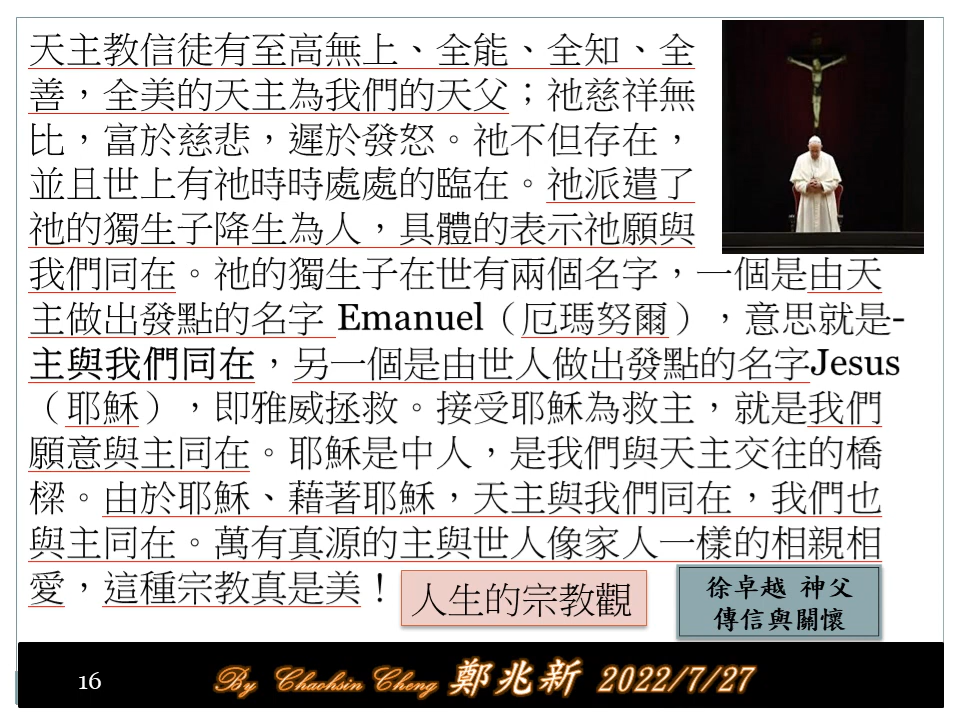 天主教信徒有至高無上、全能、全知、全
善，全美的天主為我們的天父；祂慈祥無
比，富於慈悲，遲於發怒。祂不但存在，
並且世上有祂時時處處的臨在。祂派遣了
祂的獨生子降生為人，具體的表示祂願與
我們同在。祂的獨生子在世有兩個名字，一個是由天
主做出發點的名字 Emanuel（厄瑪努爾），意思就是-
主與我們同在，另一個是由世人做出發點的名字Jesus
（耶穌），即雅威拯救。接受耶穌為救主，就是我們
願意與主同在。耶穌是中人，是我們與天主交往的橋
樑。由於耶穌、藉著耶穌，天主與我們同在，我們也
與主同在。萬有真源的主與世人像家人一樣的相親相
愛，這種宗教真是美！
人生的宗教觀
徐卓越 神父
傳信與關懷
16
By Chaohsin Cheng 鄭兆新 2022/7/27